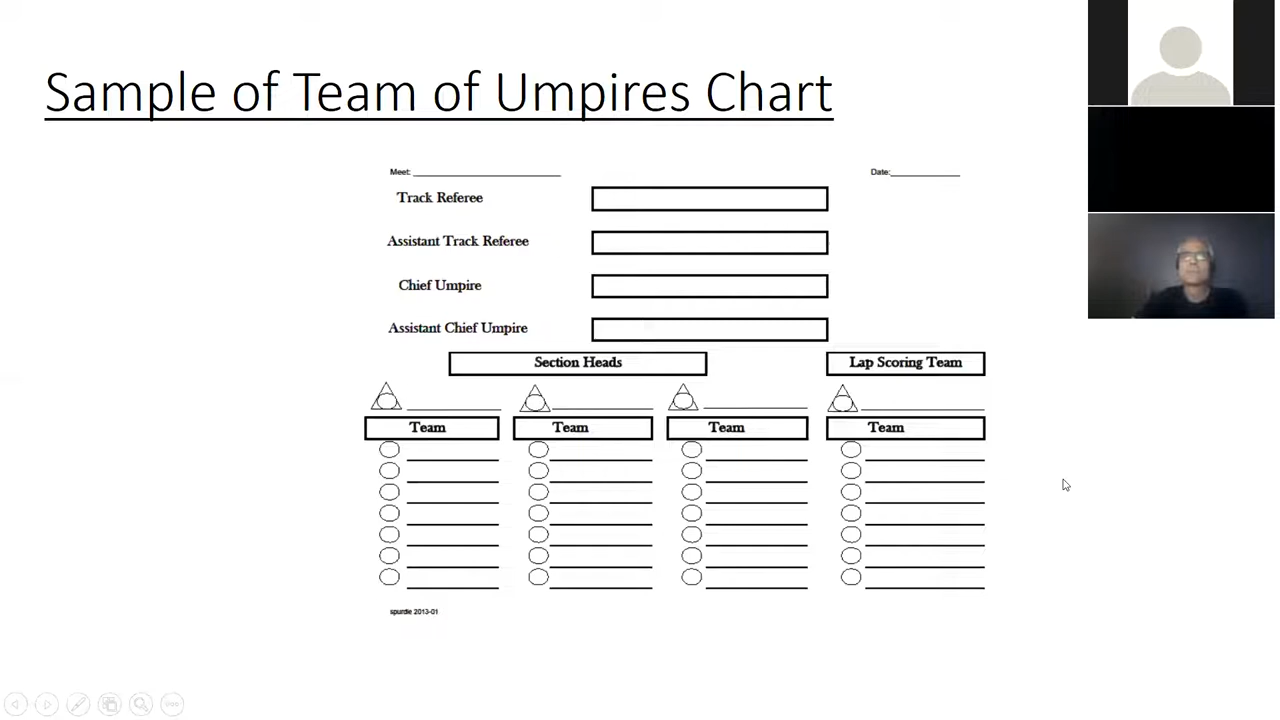 Sample of Team of Umpires Chart
Meet: Date:
Track Referee
Assistant Track Referee
Chief Umpire
Assistant Chief Umpire
Section Heads Lap Scoring Team
Team Team Team Team
spurdle 2013-01